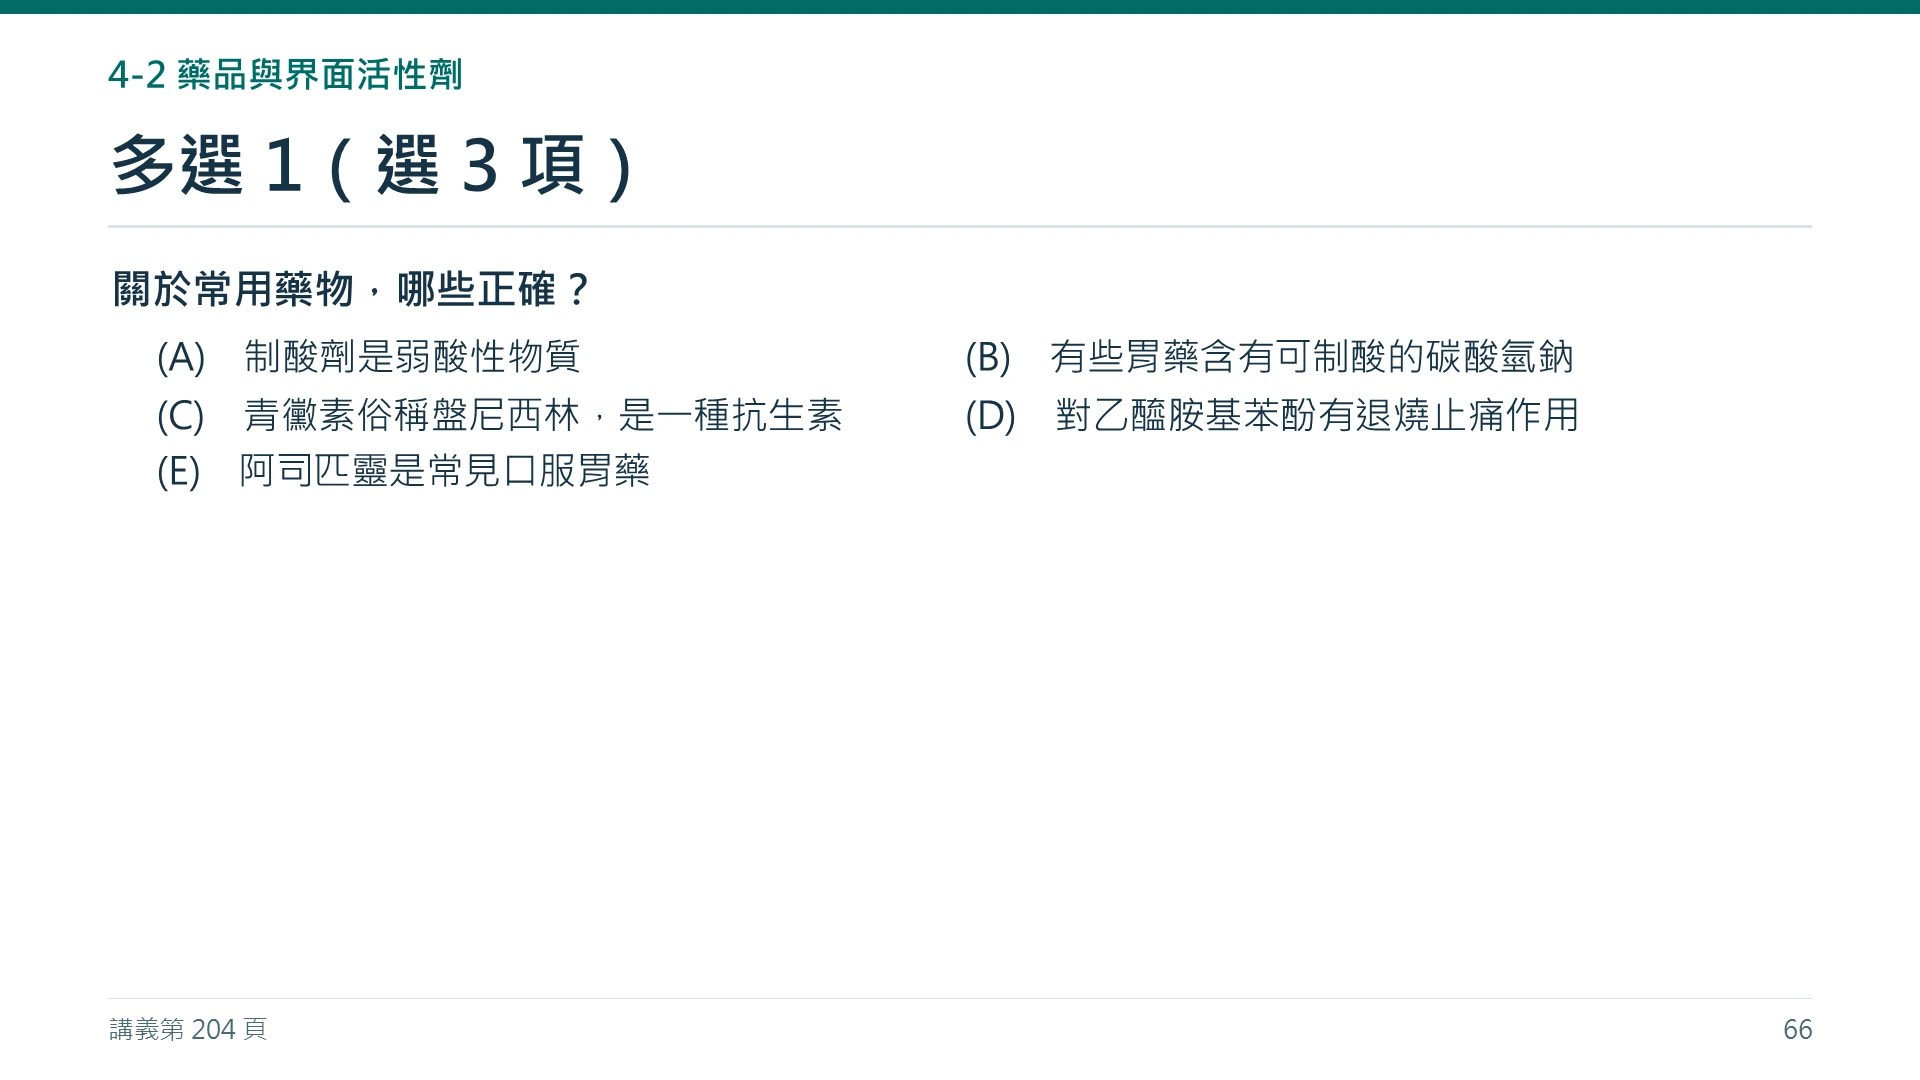 4-2 藥品與界面活性劑
多選 1（選 3 項）
關於常用藥物，哪些正確？
(A) 制酸劑是弱酸性物質
(B) 有些胃藥含有可制酸的碳酸氫鈉
(C) 青黴素俗稱盤尼西林，是一種抗生素
(D) 對乙醯胺基苯酚有退燒止痛作用
(E) 阿司匹靈是常見口服胃藥
講義第 204 頁
66